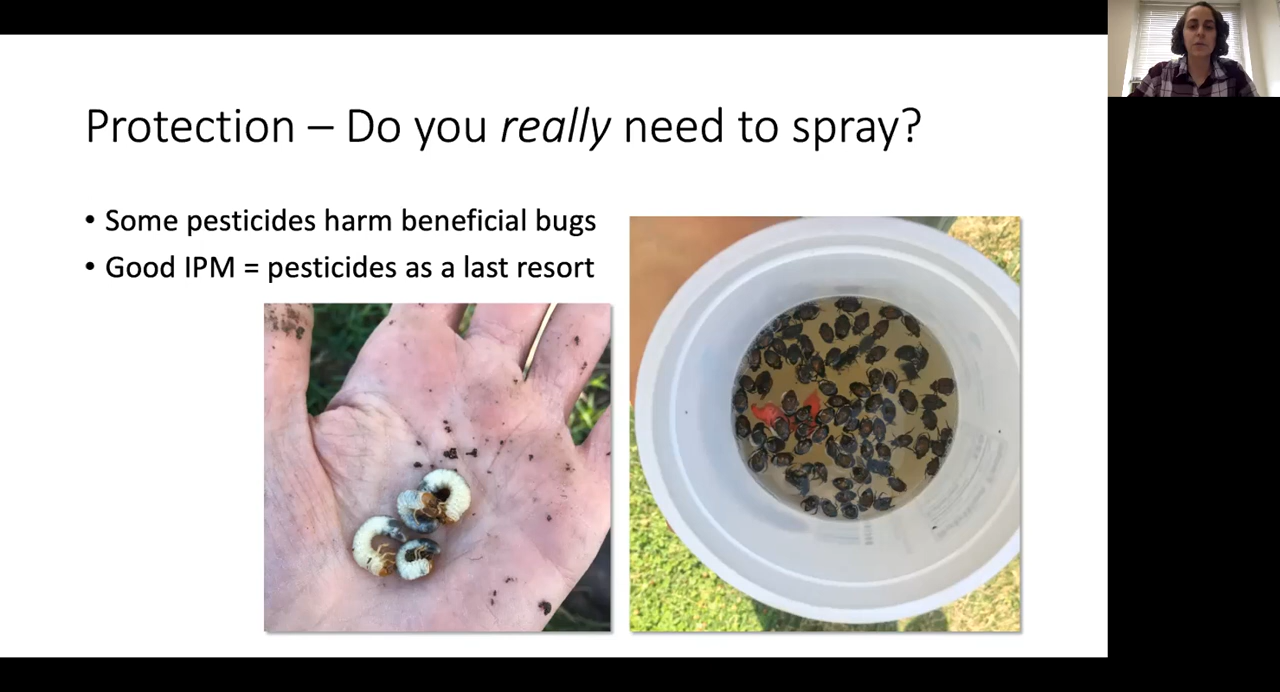 Protection – Do you really need to spray?
• Some pesticides harm beneficial bugs
• Good IPM = pesticides as a last resort